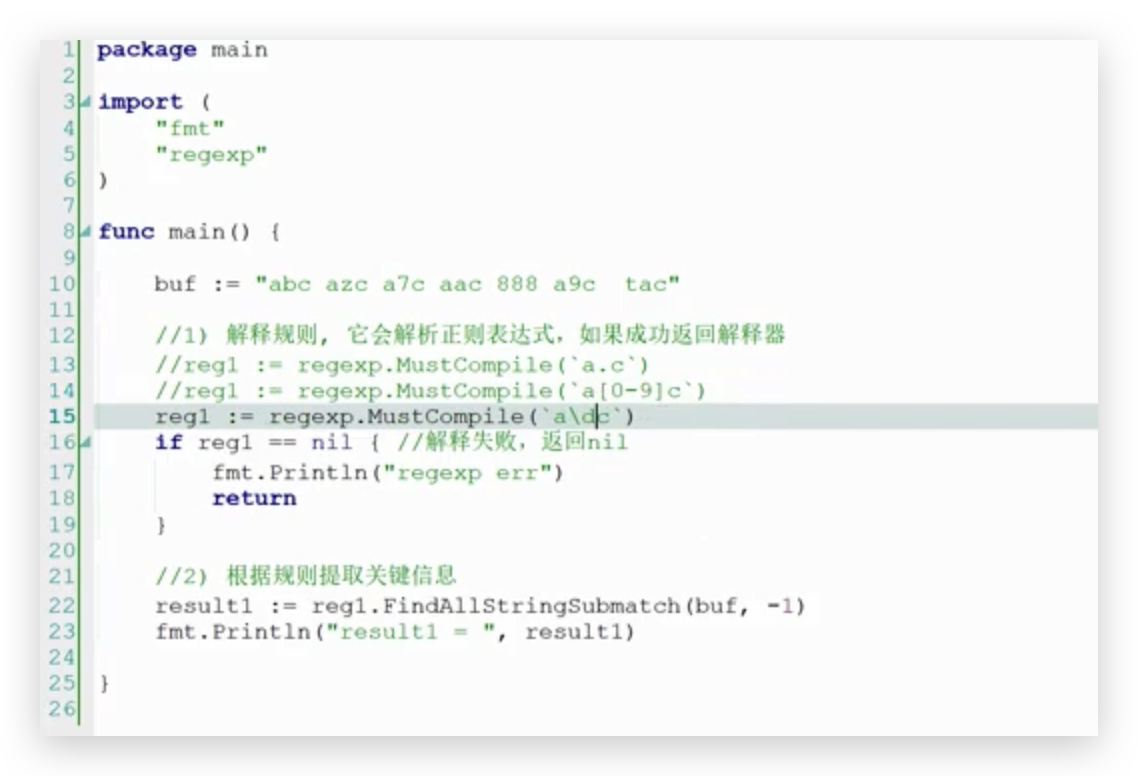 1 package main
2
3 import (
4     "fmt"
5     "regexp"
6 )
7
8 func main() {
9
10     buf := "abc azc a7c aac 888 a9c  tac"
11
12     //1) 解释规则, 它会解析正则表达式，如果成功返回解释器
13     //reg1 := regexp.MustCompile(`a.c`)
14     //reg1 := regexp.MustCompile(`a[0-9]c`)
15     reg1 := regexp.MustCompile(`a\dc`)
16     if reg1 == nil { //解释失败，返回nil
17         fmt.Println("regexp err")
18         return
19     }
20
21     //2) 根据规则提取关键信息
22     result1 := reg1.FindAllStringSubmatch(buf, -1)
23     fmt.Println("result1 = ", result1)
24
25 }
26